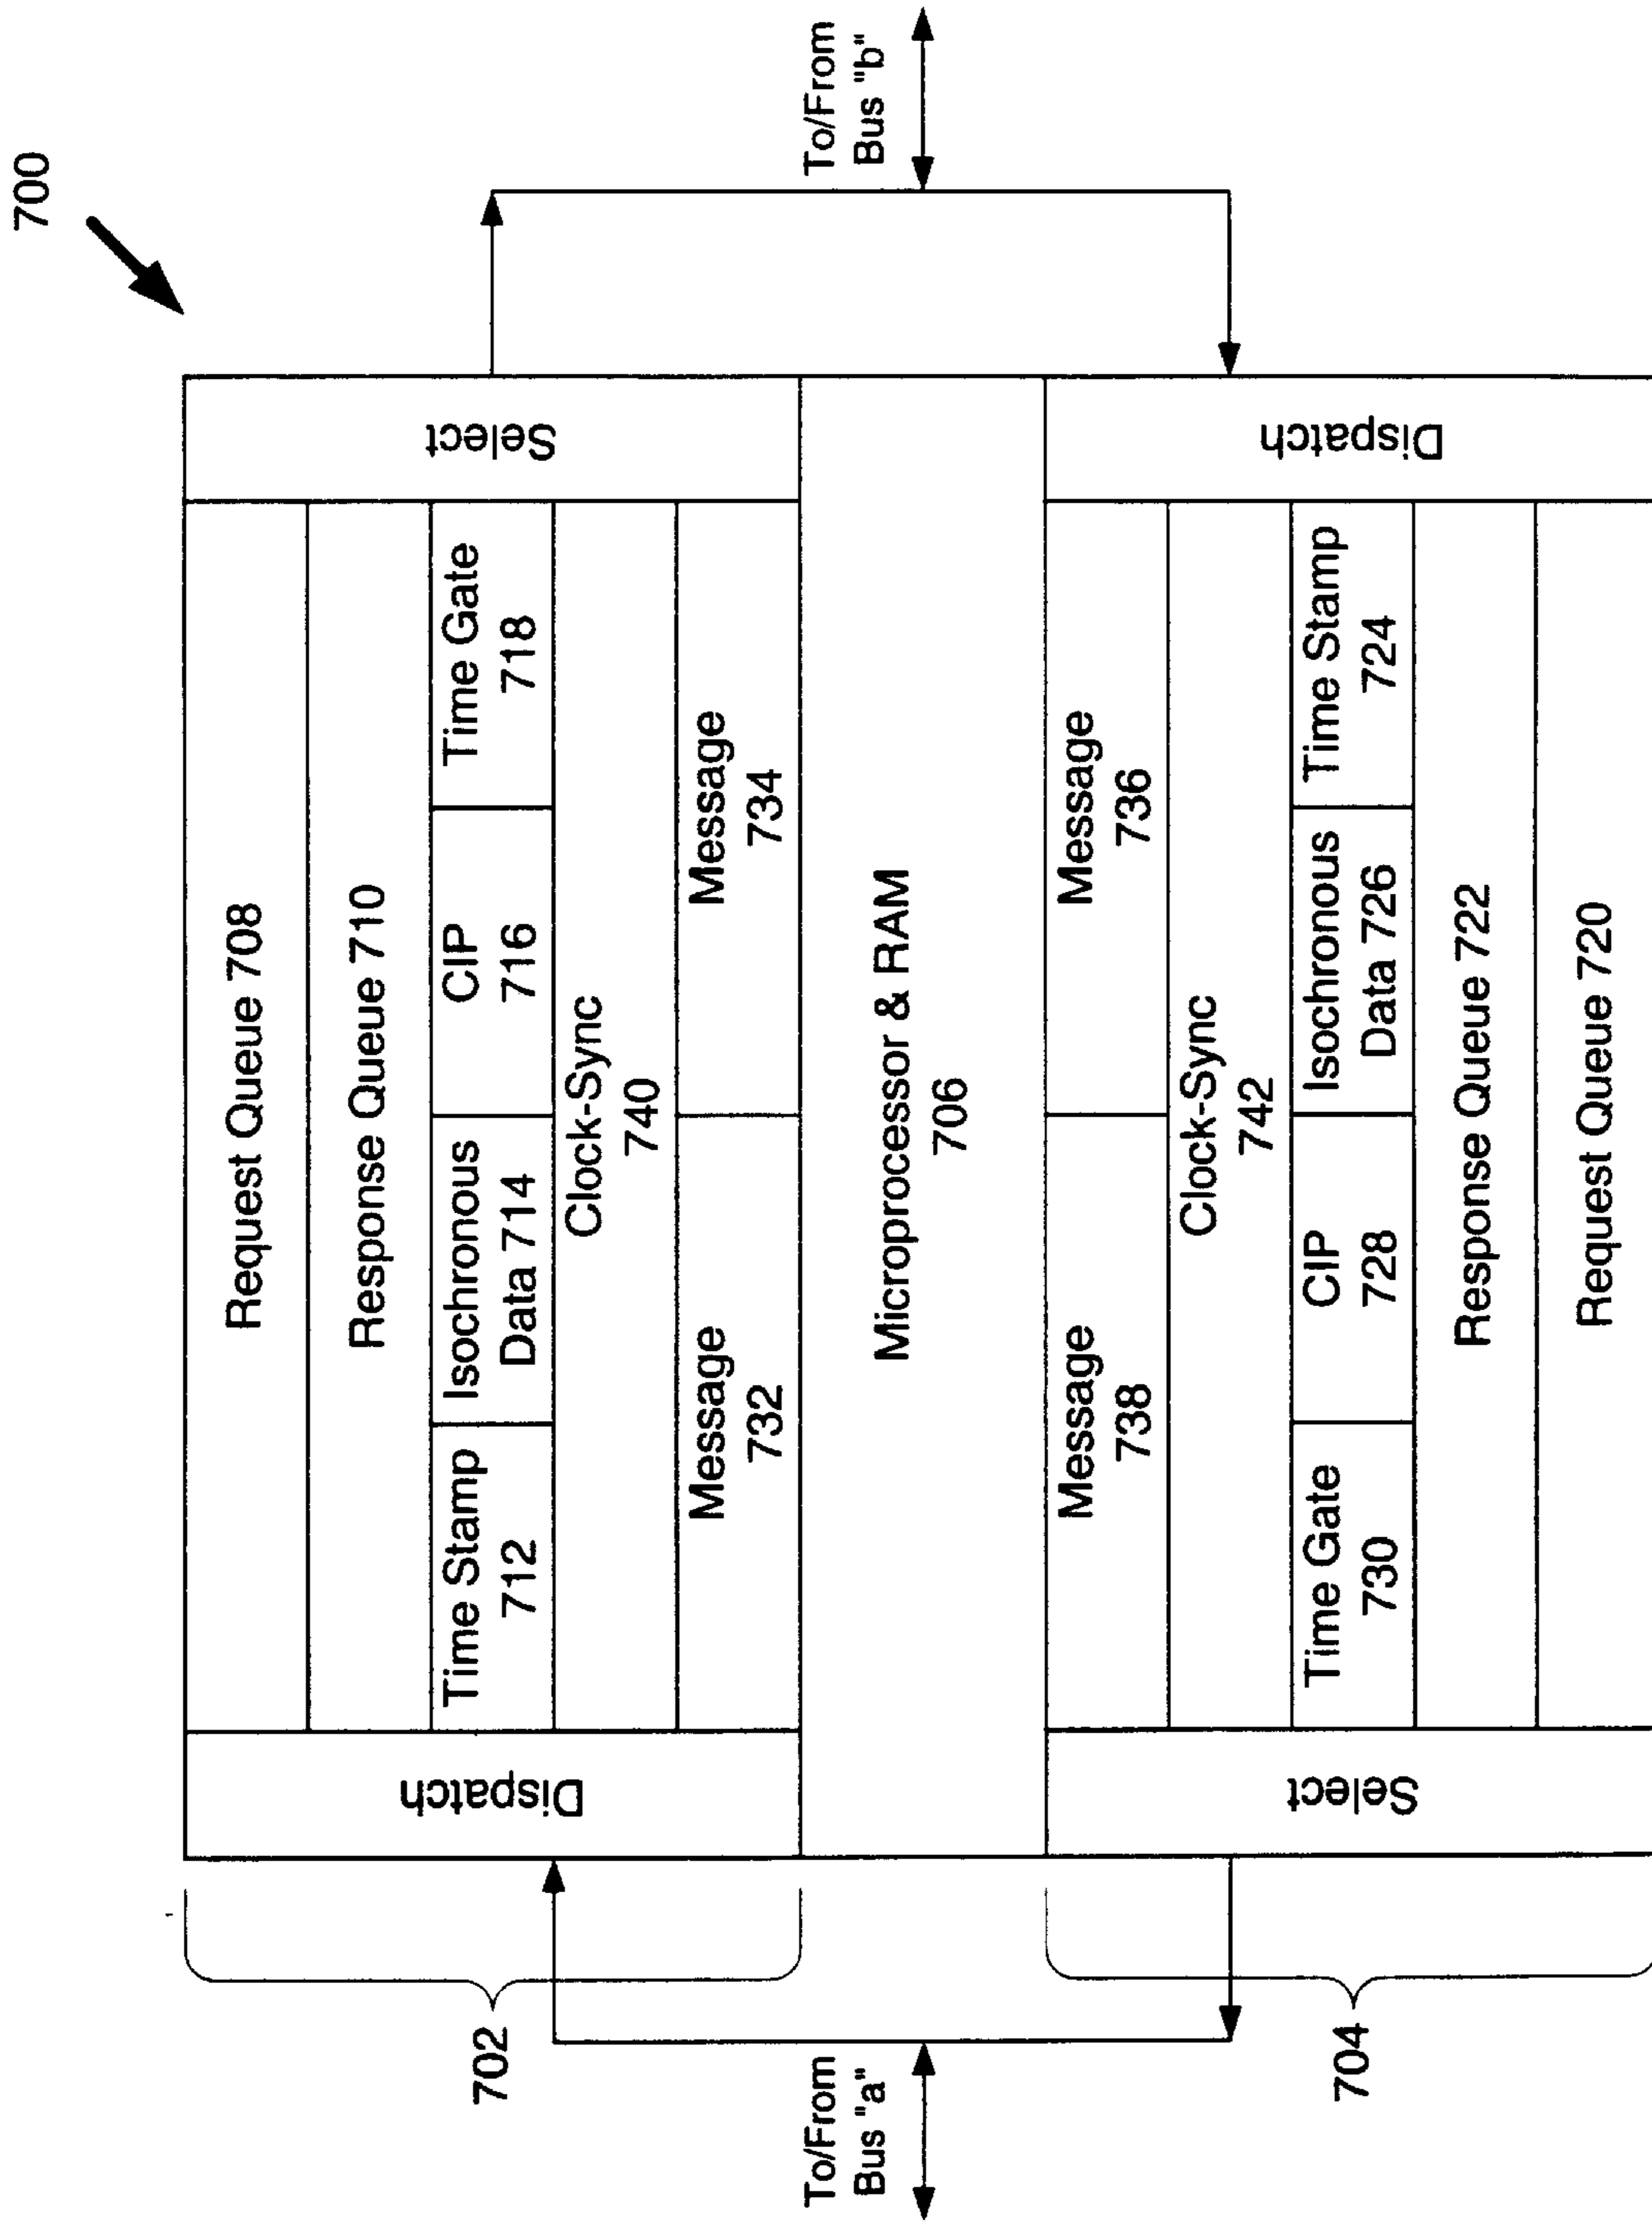 700
Request Queue 708
Response Queue 710
Time Stamp
712
Isochronous
Data 714
CIP
716
Time Gate
718
Clock-Sync
740
Message
732
Message
734
Dispatch
Select
702
Microprocessor & RAM
706
To/From
Bus "a"
To/From
Bus "b"
Message
738
Message
736
Clock-Sync
742
Time Gate
730
CIP
728
Isochronous
Data 726
Time Stamp
724
Response Queue 722
Request Queue 720
Select
Dispatch
704